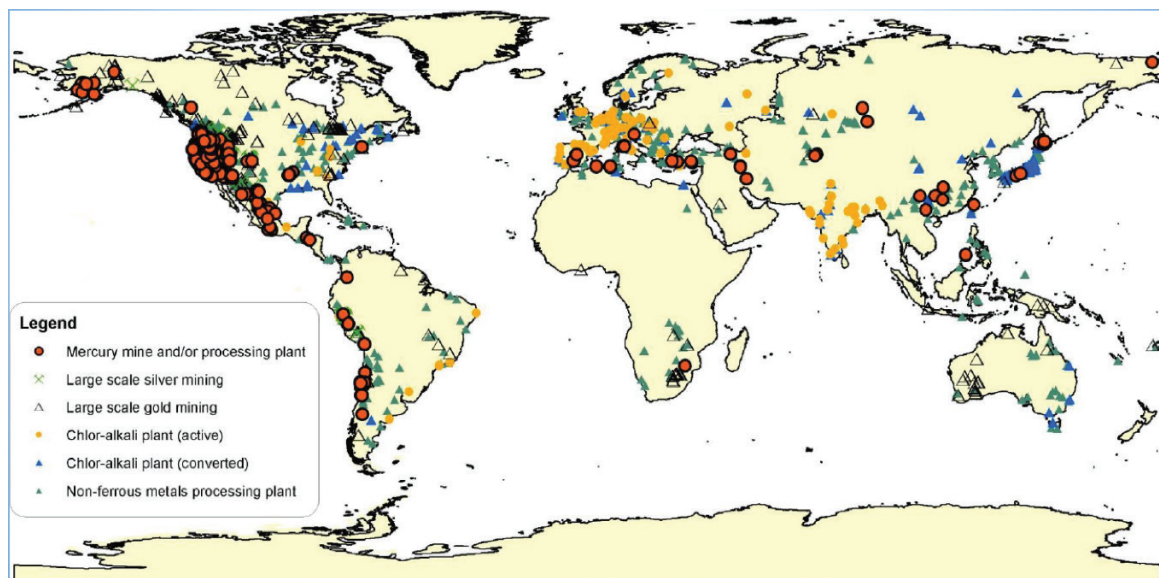 Legend
Mercury mine and/or processing plant
Large scale silver mining
Large scale gold mining
Chlor-alkali plant (active)
Chlor-alkali plant (converted)
Non-ferrous metals processing plant